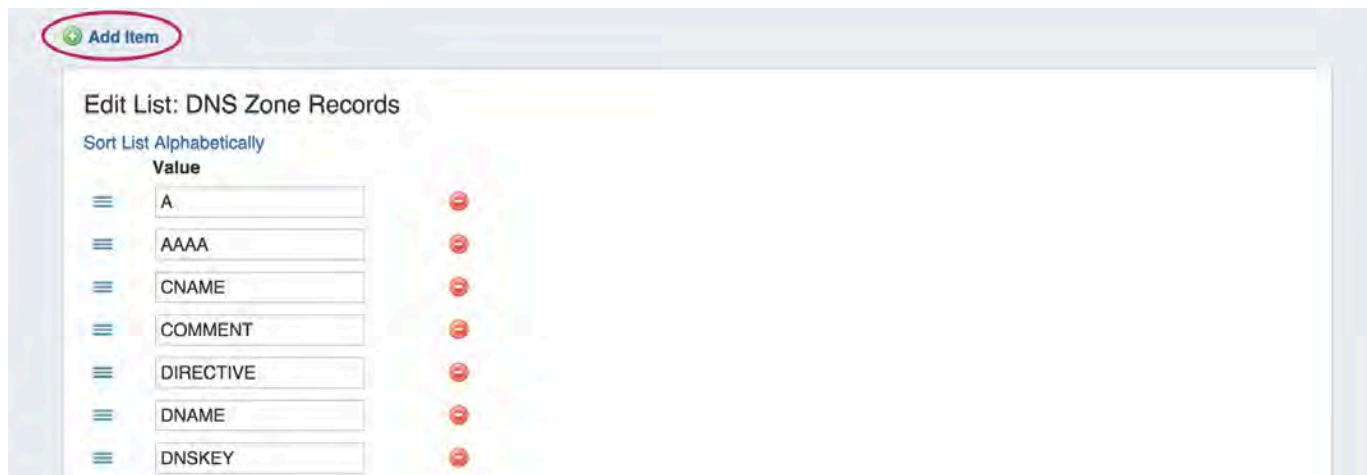 Add Item
Edit List: DNS Zone Records
Sort List Alphabetically
Value
A
AAAA
CNAME
COMMENT
DIRECTIVE
DNAME
DNSKEY